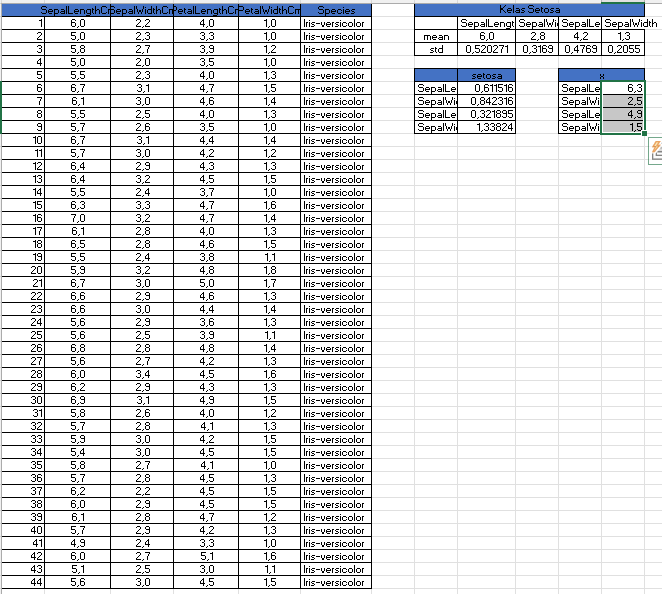 SepalLengthCm SepalWidthCm PetalLengthCm PetalWidthCm Species
1 6,0 2,2 4,0 1,0 Iris-versicolor
2 5,0 2,3 3,3 1,0 Iris-versicolor
3 5,8 2,7 3,9 1,2 Iris-versicolor
4 5,0 2,0 3,5 1,0 Iris-versicolor
5 5,5 2,3 4,0 1,3 Iris-versicolor
6 6,7 3,1 4,7 1,5 Iris-versicolor
7 6,1 3,0 4,6 1,4 Iris-versicolor
8 5,5 2,5 4,0 1,3 Iris-versicolor
9 5,7 2,6 3,5 1,0 Iris-versicolor
10 6,7 3,1 4,4 1,4 Iris-versicolor
11 5,7 3,0 4,2 1,2 Iris-versicolor
12 6,4 2,9 4,3 1,3 Iris-versicolor
13 6,4 3,2 4,5 1,5 Iris-versicolor
14 5,5 2,4 3,7 1,0 Iris-versicolor
15 6,3 3,3 4,7 1,6 Iris-versicolor
16 7,0 3,2 4,7 1,4 Iris-versicolor
17 6,1 2,8 4,0 1,3 Iris-versicolor
18 6,5 2,8 4,6 1,5 Iris-versicolor
19 5,5 2,4 3,8 1,1 Iris-versicolor
20 5,9 3,2 4,8 1,8 Iris-versicolor
21 6,7 3,0 5,0 1,7 Iris-versicolor
22 6,6 2,9 4,6 1,3 Iris-versicolor
23 6,6 3,0 4,4 1,4 Iris-versicolor
24 5,6 2,9 3,6 1,3 Iris-versicolor
25 5,6 2,5 3,9 1,1 Iris-versicolor
26 6,8 2,8 4,8 1,4 Iris-versicolor
27 5,6 2,7 4,2 1,3 Iris-versicolor
28 6,0 3,4 4,5 1,6 Iris-versicolor
29 6,2 2,9 4,3 1,3 Iris-versicolor
30 6,9 3,1 4,9 1,5 Iris-versicolor
31 5,8 2,6 4,0 1,2 Iris-versicolor
32 5,7 2,8 4,1 1,3 Iris-versicolor
33 5,9 3,0 4,2 1,5 Iris-versicolor
34 5,4 3,0 4,5 1,5 Iris-versicolor
35 5,8 2,7 4,1 1,0 Iris-versicolor
36 5,7 2,8 4,5 1,3 Iris-versicolor
37 6,2 2,2 4,5 1,5 Iris-versicolor
38 6,0 2,9 4,5 1,5 Iris-versicolor
39 6,1 2,8 4,7 1,2 Iris-versicolor
40 5,7 2,9 4,2 1,3 Iris-versicolor
41 4,9 2,4 3,3 1,0 Iris-versicolor
42 6,0 2,7 5,1 1,6 Iris-versicolor
43 5,1 2,5 3,0 1,1 Iris-versicolor
44 5,6 3,0 4,5 1,5 Iris-versicolor
Kelas Setosa
SepalLengt SepalWi SepalLe SepalWidth
mean 6,0 2,8 4,2 1,3
std 0,520271 0,3169 0,4769 0,2055
setosa
SepalLe 0,611516
SepalWi 0,842316
SepalLe 0,321895
SepalWi 1,33824
x
SepalLe 6,3
SepalWi 2,5
SepalLe 4,9
SepalWi 1,5